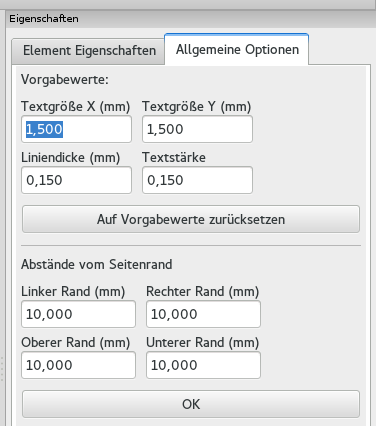 Eigenschaften
Element Eigenschaften Allgemeine Optionen
Vorgabewerte:
Textgröße X (mm) Textgröße Y (mm)
1,500 1,500
Liniendicke (mm) Textstärke
0,150 0,150
Auf Vorgabewerte zurücksetzen
Abstände vom Seitenrand
Linker Rand (mm) Rechter Rand (mm)
10,000 10,000
Oberer Rand (mm) Unterer Rand (mm)
10,000 10,000
OK